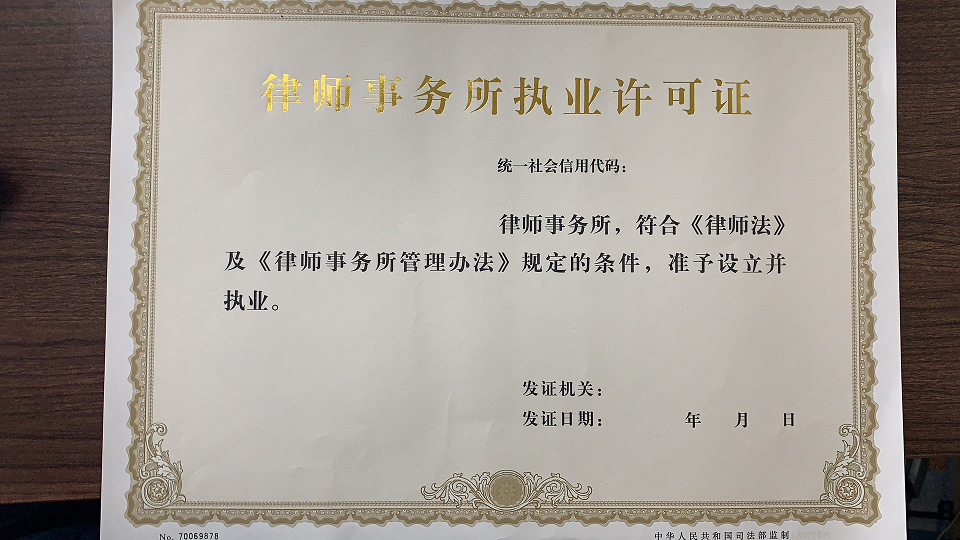 律师事务所执业许可证
统一社会信用代码：
律师事务所，符合《律师法》
及《律师事务所管理办法》规定的条件，准予设立并
执业。
发证机关：
发证日期： 年 月 日
No. 70069878
中华人民共和国司法部监制